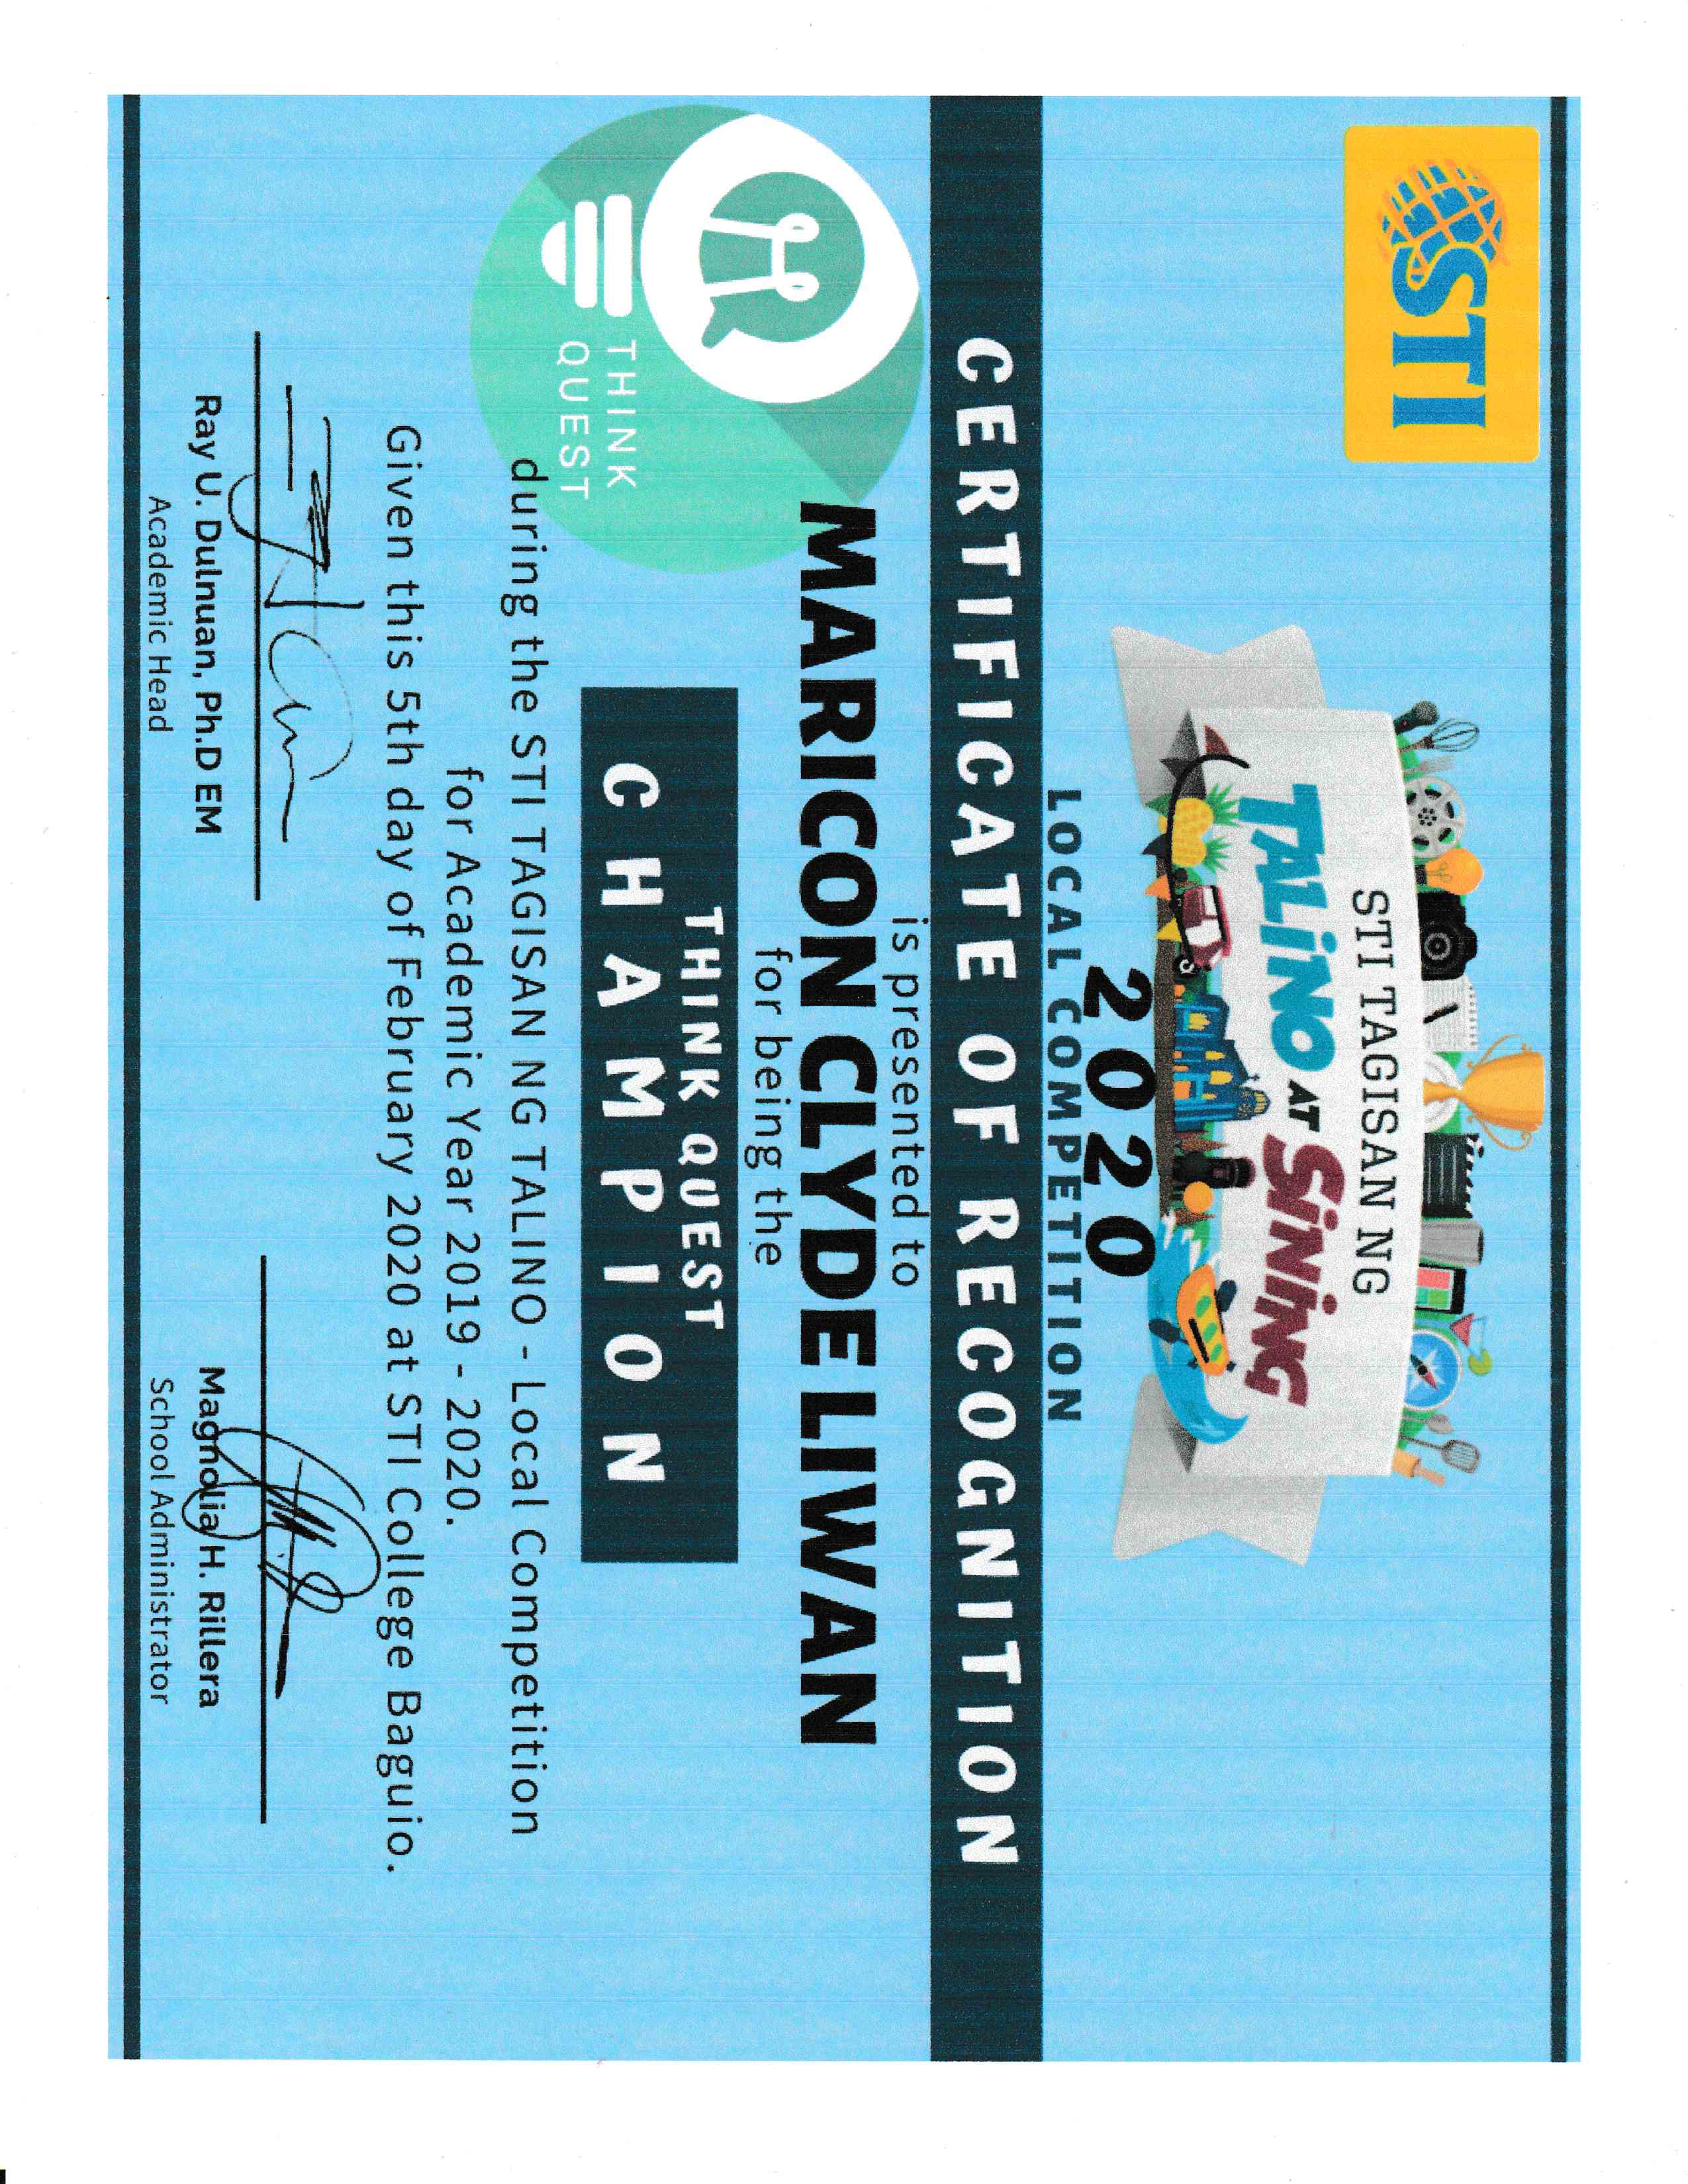 STI
STI TAGISAN NG
TALiNO AT SiNiNG
2020
LOCAL COMPETITION
CERTIFICATE OF RECOGNITION
is presented to
MARICON CLYDE LIWAN
for being the
THINK QUEST
CHAMPION
THINK
QUEST
during the STI TAGISAN NG TALINO - Local Competition
for Academic Year 2019 - 2020.
Given this 5th day of February 2020 at STI College Baguio.
Ray U. Dulnuan, Ph.D EM
Academic Head
Magnolia H. Rillera
School Administrator